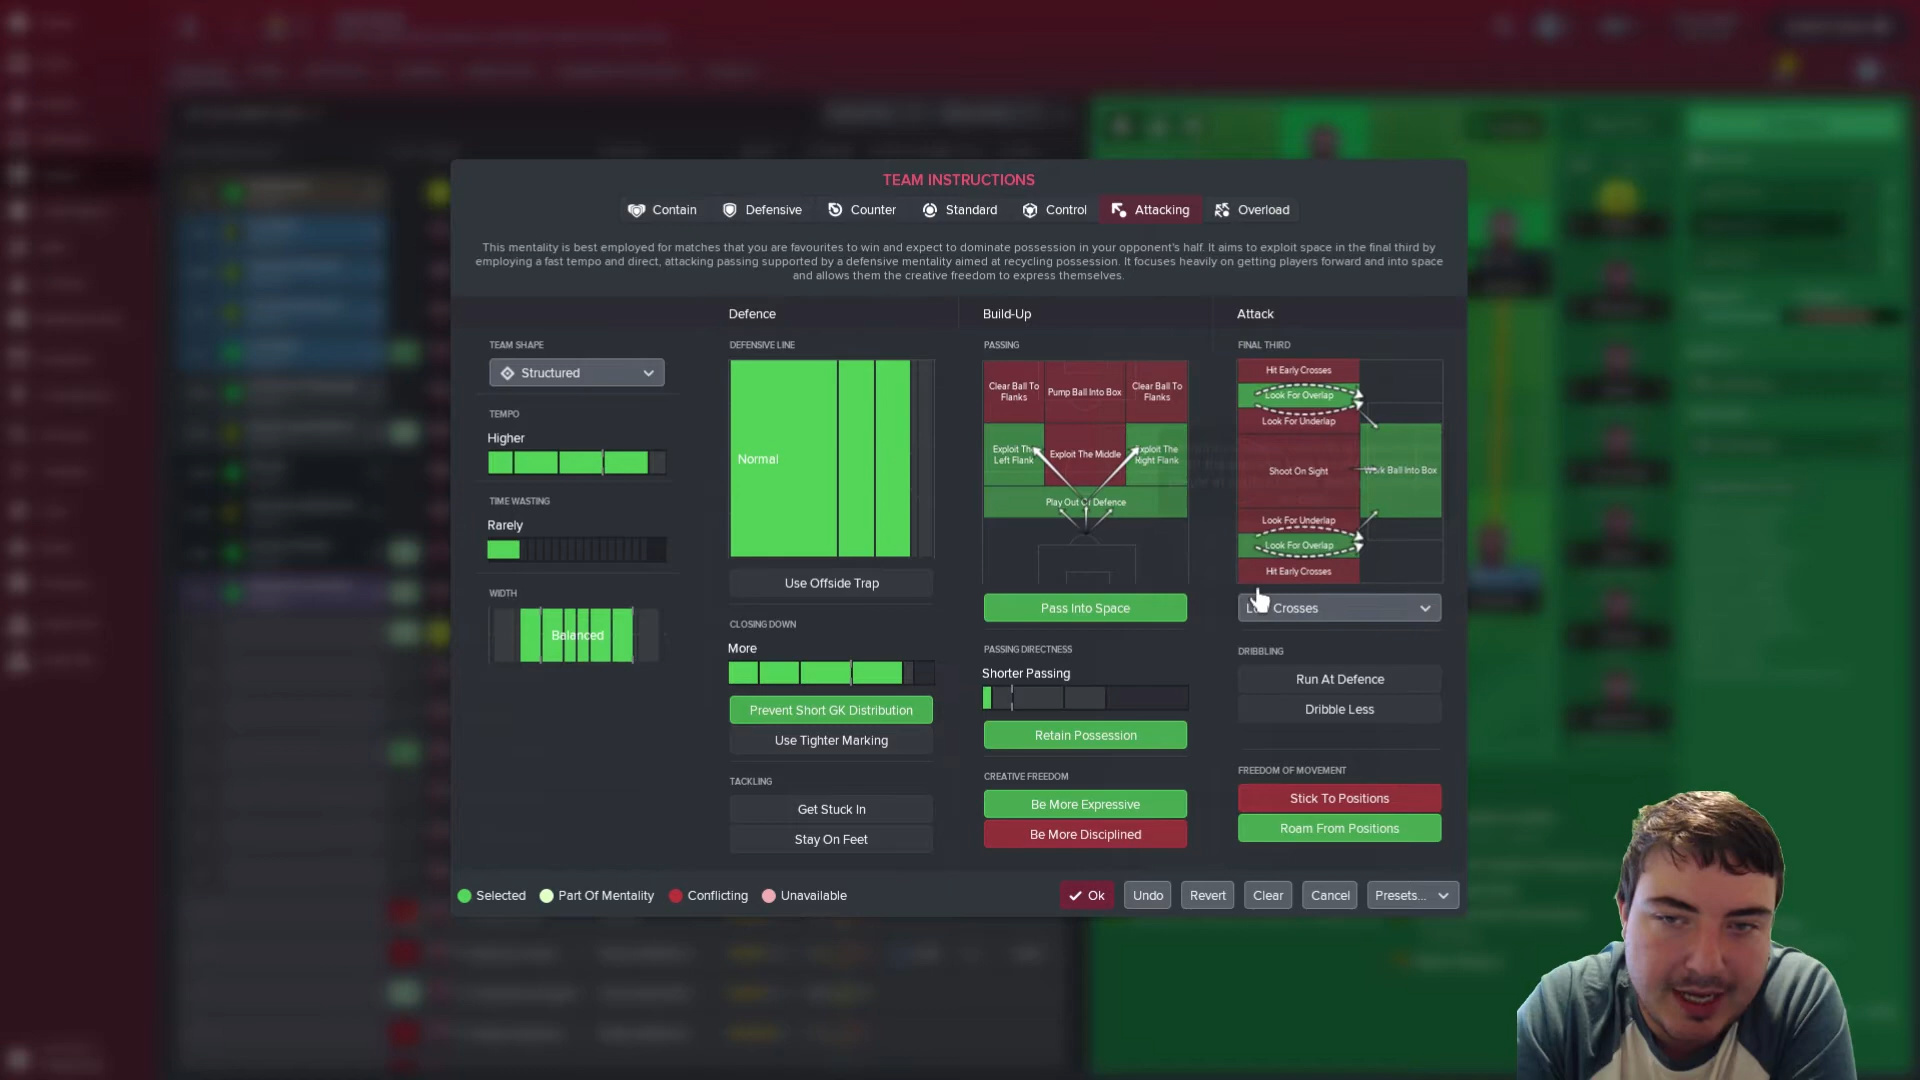 TEAM INSTRUCTIONS
Contain
Defensive
Counter
Standard
Control
Attacking
Overload
This mentality is best employed for matches that you are favourites to win and expect to dominate possession in your opponent's half. It aims to exploit space in the final third by
employing a fast tempo and direct, attacking passing supported by a defensive mentality aimed at recycling possession. It focuses heavily on getting players forward and into space
and allows them the creative freedom to express themselves.
TEAM SHAPE
Structured
TEMPO
Higher
TIME WASTING
Rarely
WIDTH
Balanced
Defence
DEFENSIVE LINE
Normal
Use Offside Trap
CLOSING DOWN
More
Prevent Short GK Distribution
Use Tighter Marking
TACKLING
Get Stuck In
Stay On Feet
Build-Up
PASSING
Clear Ball To
Flanks
Pump Ball Into Box
Clear Ball To
Flanks
Exploit The
Left Flank
Exploit The Middle
Exploit The
Right Flank
Play Out Of Defence
Pass Into Space
PASSING DIRECTNESS
Shorter Passing
Retain Possession
CREATIVE FREEDOM
Be More Expressive
Be More Disciplined
Attack
FINAL THIRD
Hit Early Crosses
Look For Overlap
Look For Underlap
Shoot On Sight
Work Ball Into Box
Look For Underlap
Look For Overlap
Hit Early Crosses
Crosses
DRIBBLING
Run At Defence
Dribble Less
FREEDOM OF MOVEMENT
Stick To Positions
Roam From Positions
Selected
Part Of Mentality
Conflicting
Unavailable
Ok
Undo
Revert
Clear
Cancel
Presets...